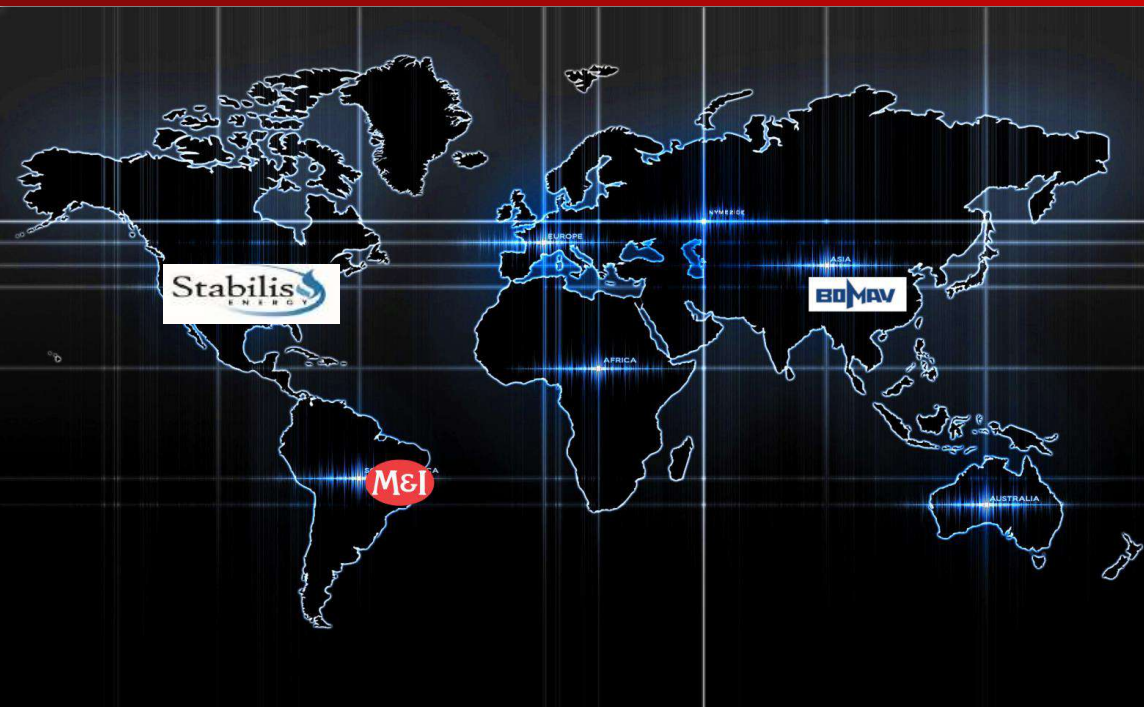 EUROPE
ASIA
Stabilis
ENERGY
BOMAV
AFRICA
M&I
AUSTRALIA